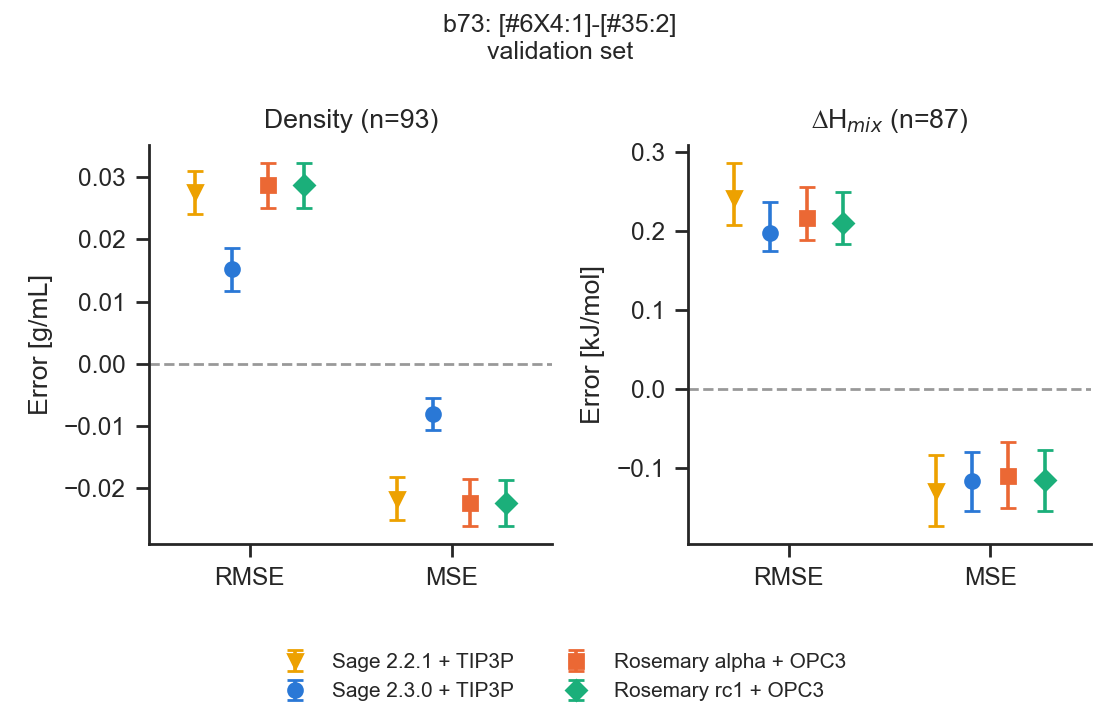 b73: [#6X4:1]-[#35:2]
validation set
Density (n=93)
0.03
0.02
0.01
0.00
−0.01
−0.02
Error [g/mL]
RMSE
MSE
ΔHmix (n=87)
0.3
0.2
0.1
0.0
−0.1
Error [kJ/mol]
RMSE
MSE
Sage 2.2.1 + TIP3P
Sage 2.3.0 + TIP3P
Rosemary alpha + OPC3
Rosemary rc1 + OPC3